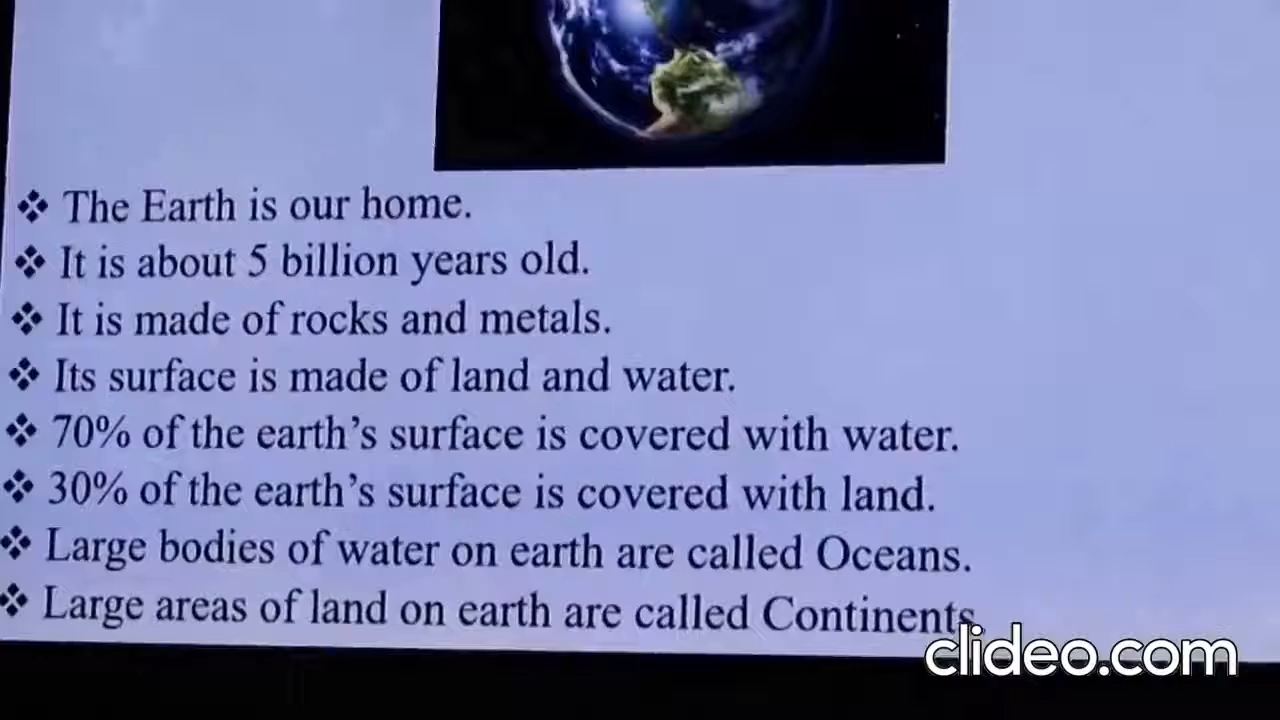 ❖ The Earth is our home.
❖ It is about 5 billion years old.
❖ It is made of rocks and metals.
❖ Its surface is made of land and water.
❖ 70% of the earth’s surface is covered with water.
❖ 30% of the earth’s surface is covered with land.
❖ Large bodies of water on earth are called Oceans.
❖ Large areas of land on earth are called Continents.
clideo.com